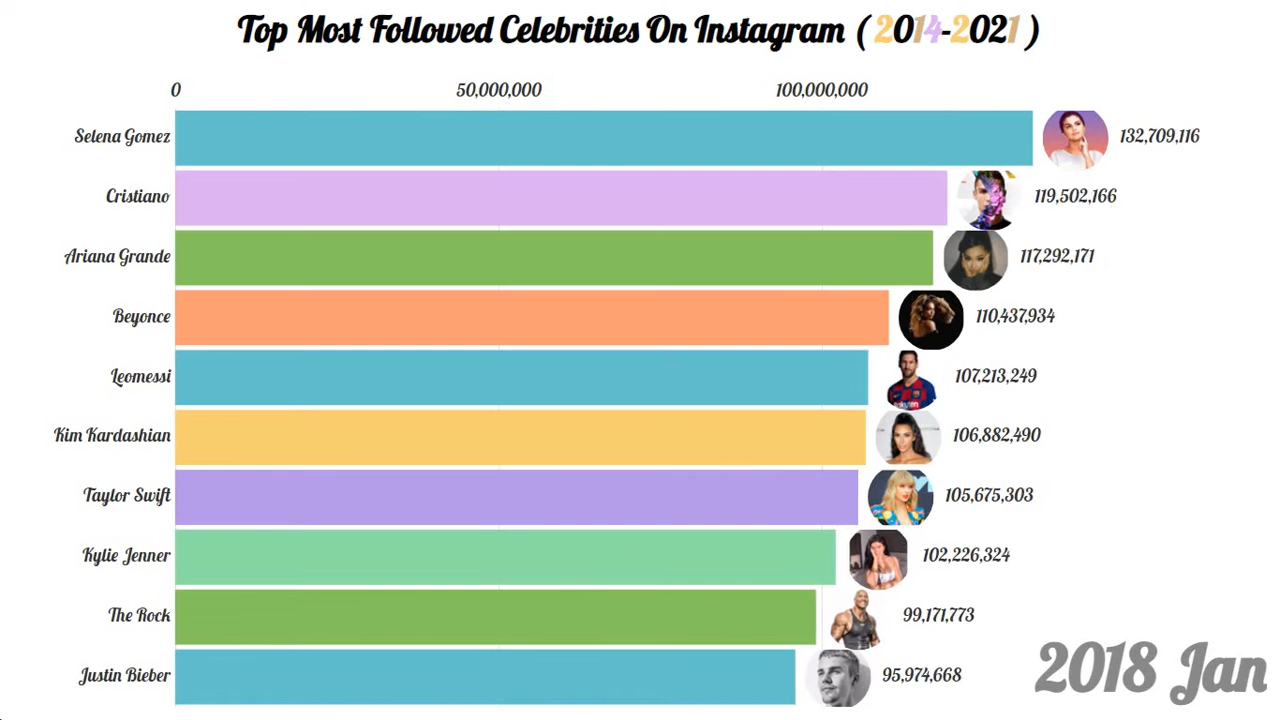 Top Most Followed Celebrities On Instagram ( 2014-2021 )
0 50,000,000 100,000,000
Selena Gomez 132,709,116
Cristiano 119,502,166
Ariana Grande 117,292,171
Beyonce 110,437,934
Leomessi 107,213,249
Kim Kardashian 106,882,490
Taylor Swift 105,675,303
Kylie Jenner 102,226,324
The Rock 99,171,773
Justin Bieber 95,974,668
2018 Jan